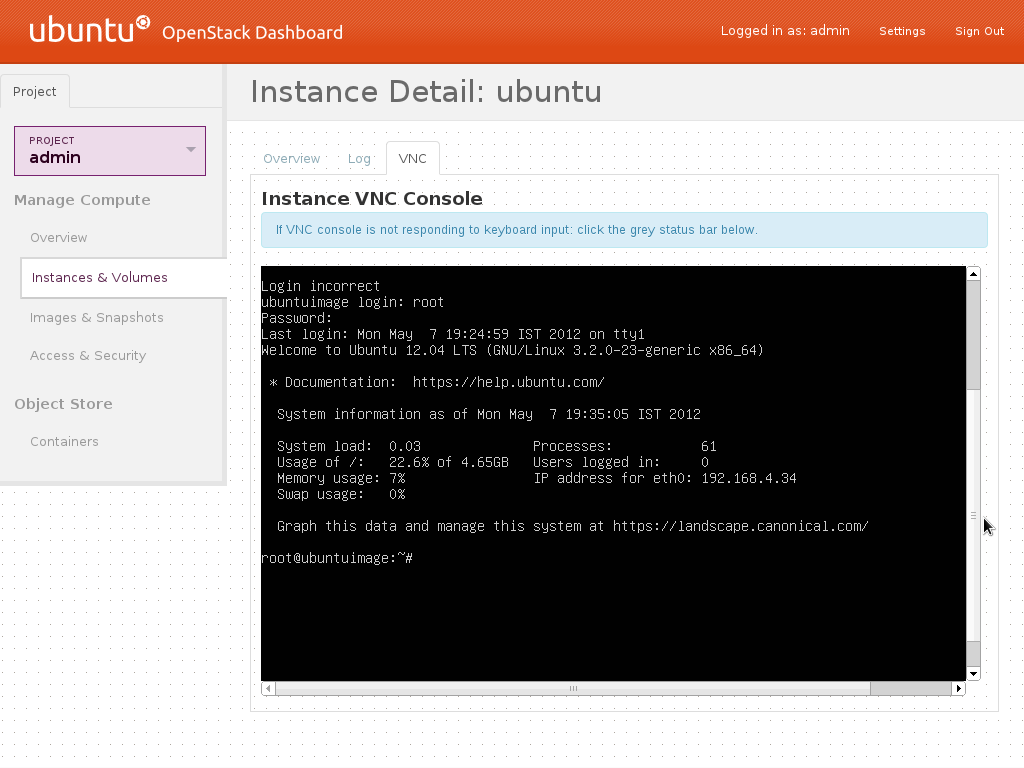 ubuntu OpenStack Dashboard
Logged in as: admin Settings Sign Out
Project
PROJECT
admin
Manage Compute
Overview
Instances & Volumes
Images & Snapshots
Access & Security
Object Store
Containers
Instance Detail: ubuntu
Overview Log VNC
Instance VNC Console
If VNC console is not responding to keyboard input: click the grey status bar below.
Login incorrect
ubuntuimage login: root
Password:
Last login: Mon May  7 19:24:59 IST 2012 on tty1
Welcome to Ubuntu 12.04 LTS (GNU/Linux 3.2.0-23-generic x86_64)
* Documentation:  https://help.ubuntu.com/
System information as of Mon May  7 19:35:05 IST 2012
System load:  0.03              Processes:           61
Usage of /:   22.6% of 4.65GB   Users logged in:     0
Memory usage: 7%                IP address for eth0: 192.168.4.34
Swap usage:   0%
Graph this data and manage this system at https://landscape.canonical.com/
root@ubuntuimage:~#